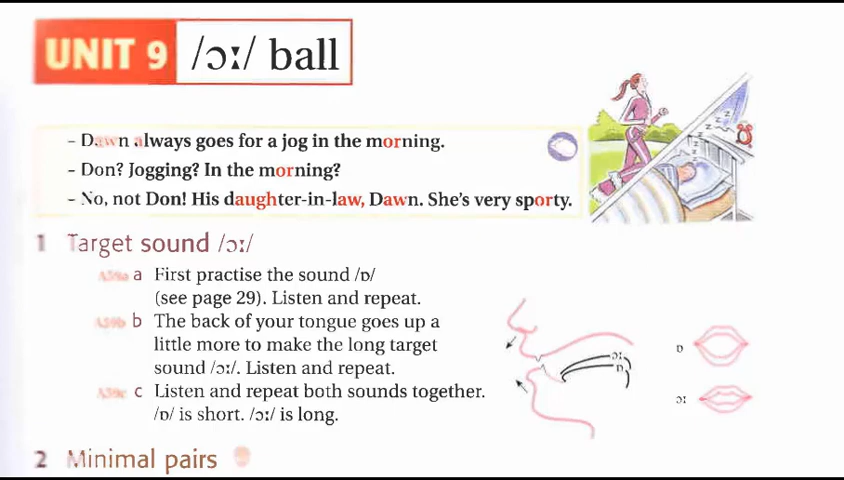 UNIT 9 /ɔː/ ball
– Dawn always goes for a jog in the morning.
– Don? Jogging? In the morning?
– No, not Don! His daughter-in-law, Dawn. She's very sporty.
1 Target sound /ɔː/
A39a a First practise the sound /ɒ/
(see page 29). Listen and repeat.
A39b b The back of your tongue goes up a
little more to make the long target
sound /ɔː/. Listen and repeat.
A39c c Listen and repeat both sounds together.
/ɒ/ is short. /ɔː/ is long.
ɔː
ɒ
ɒ
ɔː
2 Minimal pairs
z z z z z z